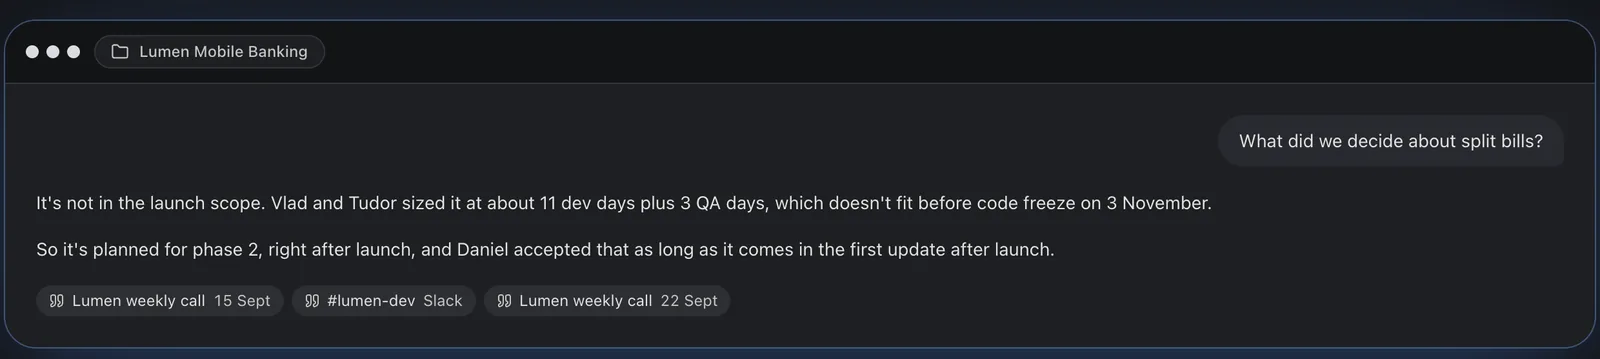 Lumen Mobile Banking
What did we decide about split bills?
It's not in the launch scope. Vlad and Tudor sized it at about 11 dev days plus 3 QA days, which doesn't fit before code freeze on 3 November.
So it's planned for phase 2, right after launch, and Daniel accepted that as long as it comes in the first update after launch.
Lumen weekly call 15 Sept #lumen-dev Slack Lumen weekly call 22 Sept